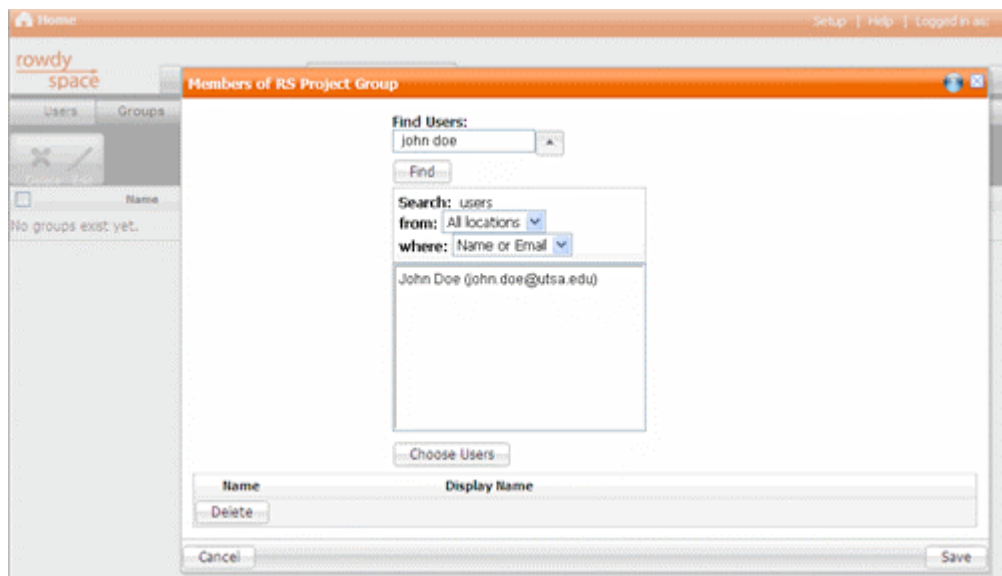 Home
Setup | Help | Logged in as:
rowdy
space
Members of RS Project Group
Users
Groups
Find Users:
john doe
Find
Search: users
from: All locations
where: Name or Email
Name
No groups exist yet.
John Doe (john.doe@utsa.edu)
Choose Users
Name Display Name
Delete
Cancel
Save